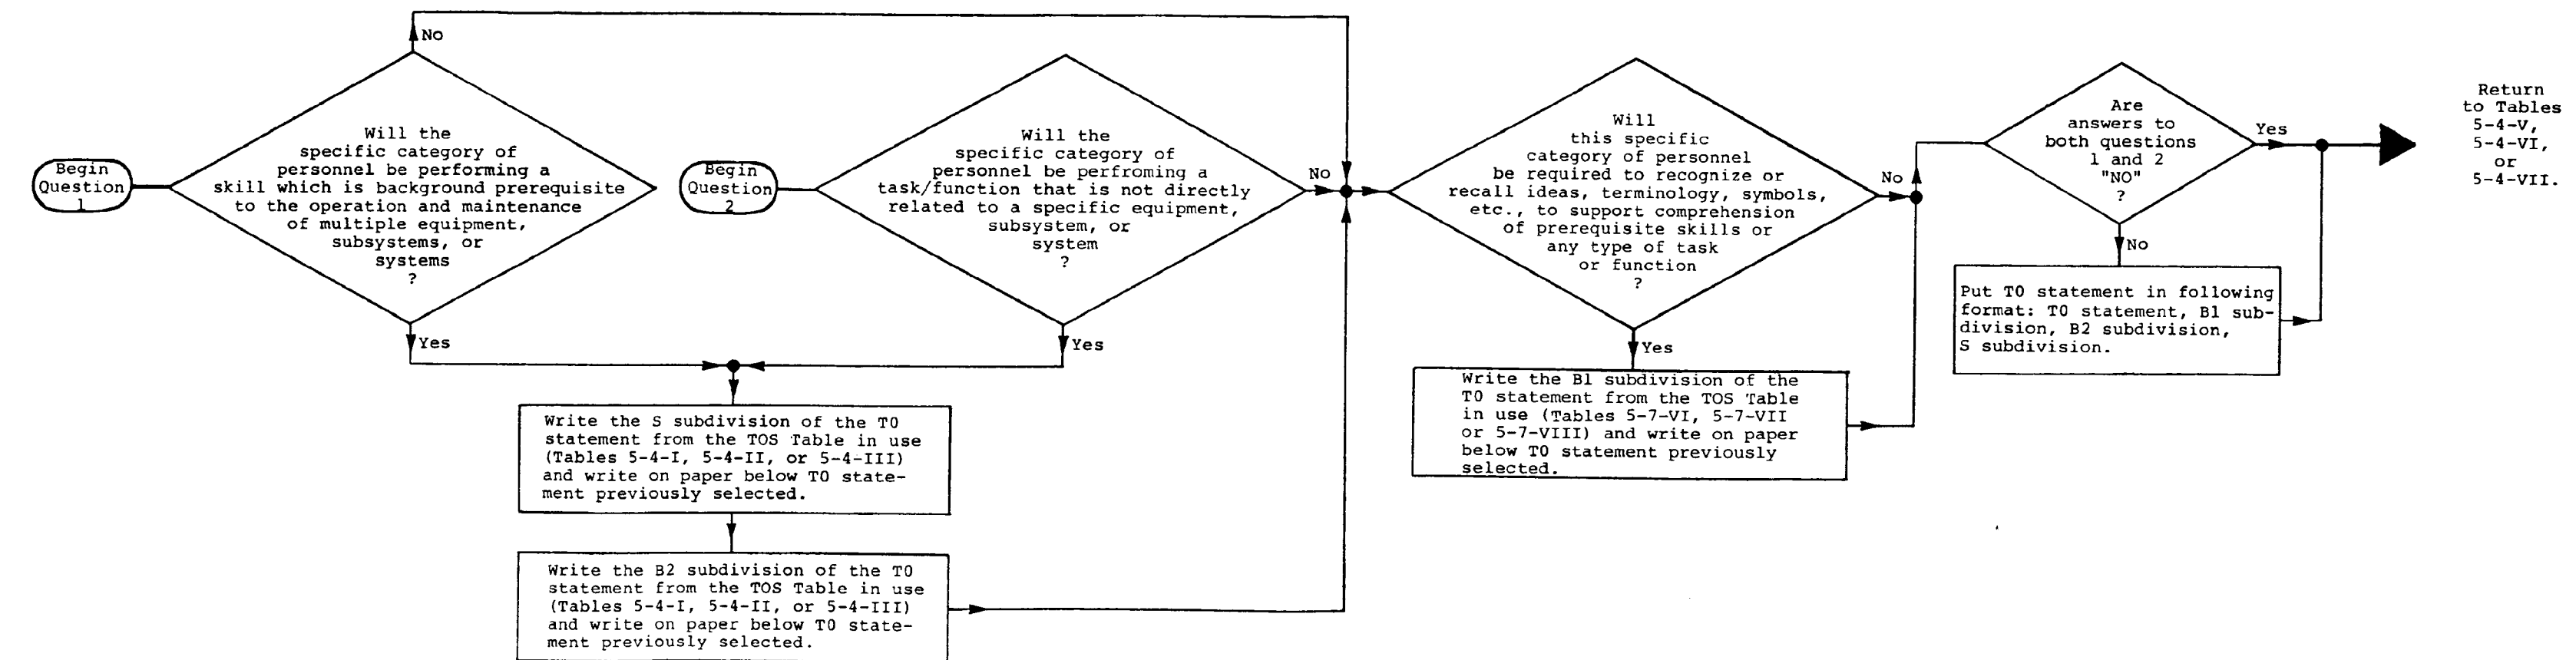 No
Begin
Question
1
Will the
specific category of
personnel be performing a
skill which is background prerequisite
to the operation and maintenance
of multiple equipment,
subsystems, or
systems
?
Yes
Begin
Question
2
Will the
specific category of
personnel be perfroming a
task/function that is not directly
related to a specific equipment,
subsystem, or
system
?
No
Yes
Write the S subdivision of the T0
statement from the TOS Table in use
(Tables 5-4-I, 5-4-II, or 5-4-III)
and write on paper below T0 state-
ment previously selected.
Write the B2 subdivision of the T0
statement from the TOS Table in use
(Tables 5-4-I, 5-4-II, or 5-4-III)
and write on paper below T0 state-
ment previously selected.
Will
this specific
category of personnel
be required to recognize or
recall ideas, terminology, symbols,
etc., to support comprehension
of prerequisite skills or
any type of task
or function
?
No
Yes
Write the B1 subdivision of the
T0 statement from the TOS Table
in use (Tables 5-7-VI, 5-7-VII
or 5-7-VIII) and write on paper
below T0 statement previously
selected.
Are
answers to
both questions
1 and 2
"NO"
?
Yes
No
Put T0 statement in following
format: T0 statement, B1 sub-
division, B2 subdivision,
S subdivision.
Return
to Tables
5-4-V,
5-4-VI,
or
5-4-VII.